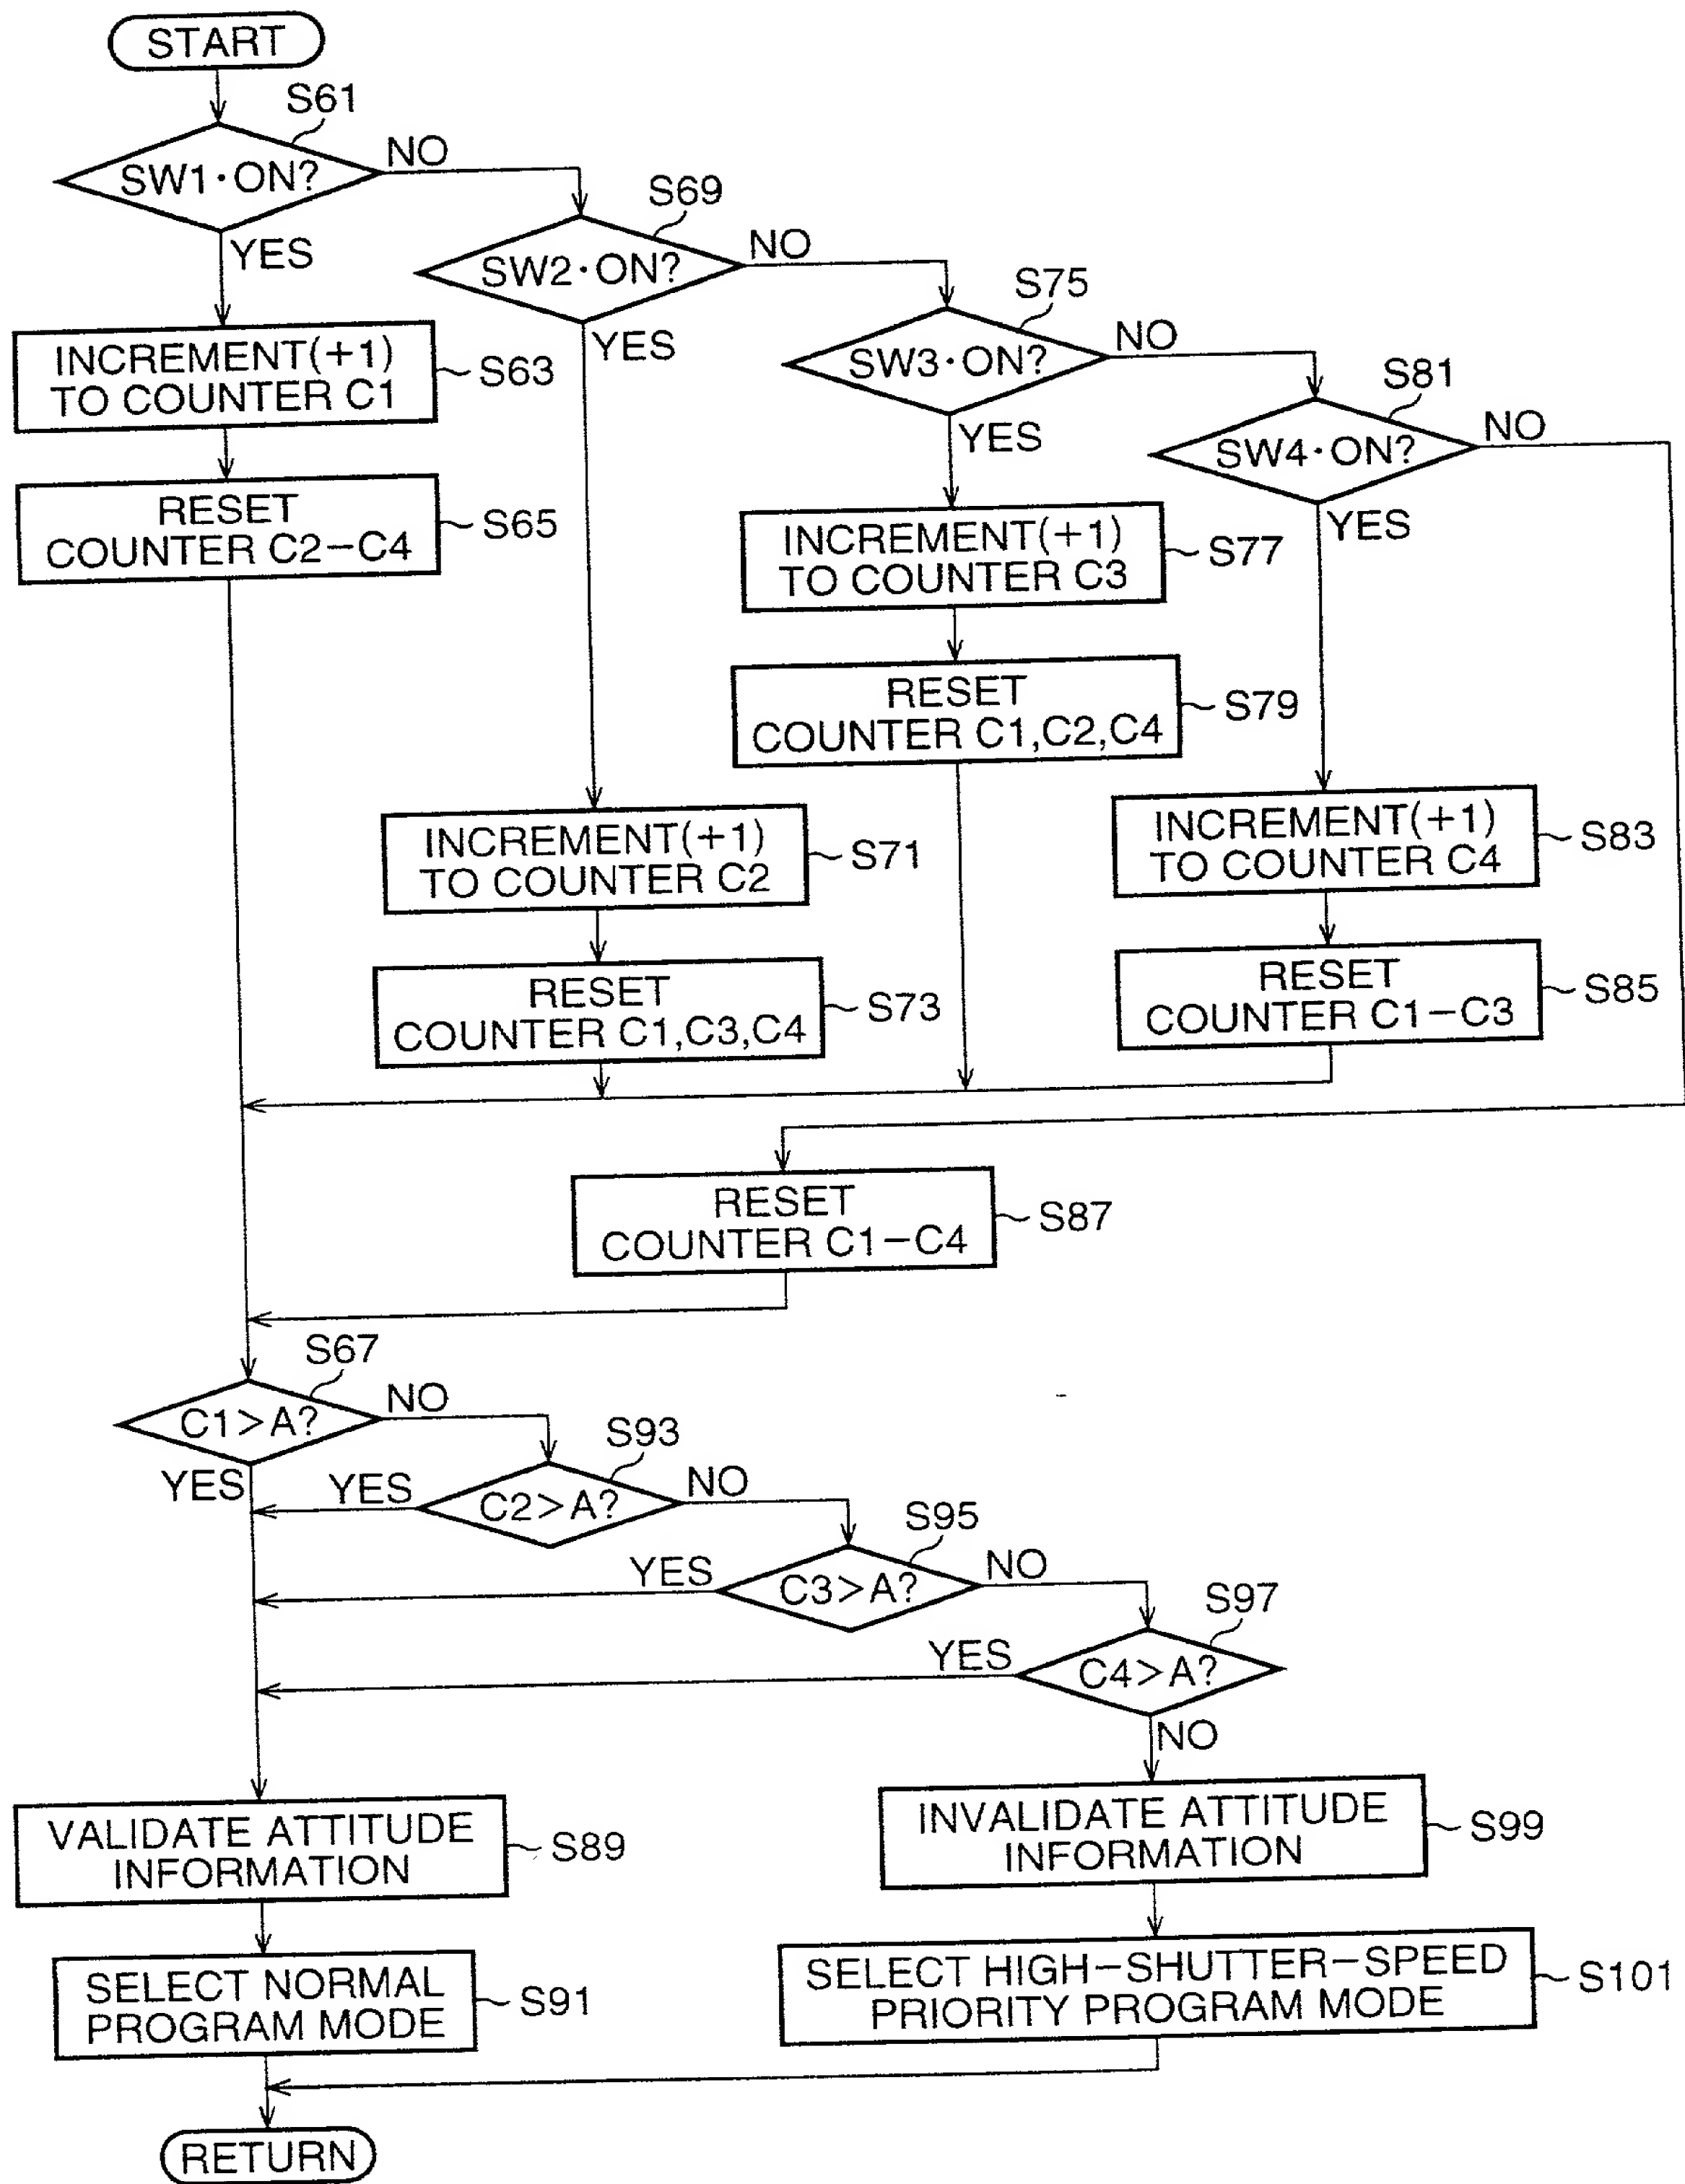 START
S61
SW1·ON?
NO
YES
S69
SW2·ON?
NO
YES
S75
SW3·ON?
NO
YES
S81
SW4·ON?
NO
YES
INCREMENT(+1)
TO COUNTER C1
S63
RESET
COUNTER C2-C4
S65
INCREMENT(+1)
TO COUNTER C3
S77
RESET
COUNTER C1,C2,C4
S79
INCREMENT(+1)
TO COUNTER C2
S71
INCREMENT(+1)
TO COUNTER C4
S83
RESET
COUNTER C1,C3,C4
S73
RESET
COUNTER C1-C3
S85
RESET
COUNTER C1-C4
S87
S67
C1>A?
NO
YES
S93
C2>A?
YES
NO
S95
C3>A?
YES
NO
S97
C4>A?
YES
NO
VALIDATE ATTITUDE
INFORMATION
S89
INVALIDATE ATTITUDE
INFORMATION
S99
SELECT NORMAL
PROGRAM MODE
S91
SELECT HIGH-SHUTTER-SPEED
PRIORITY PROGRAM MODE
S101
RETURN